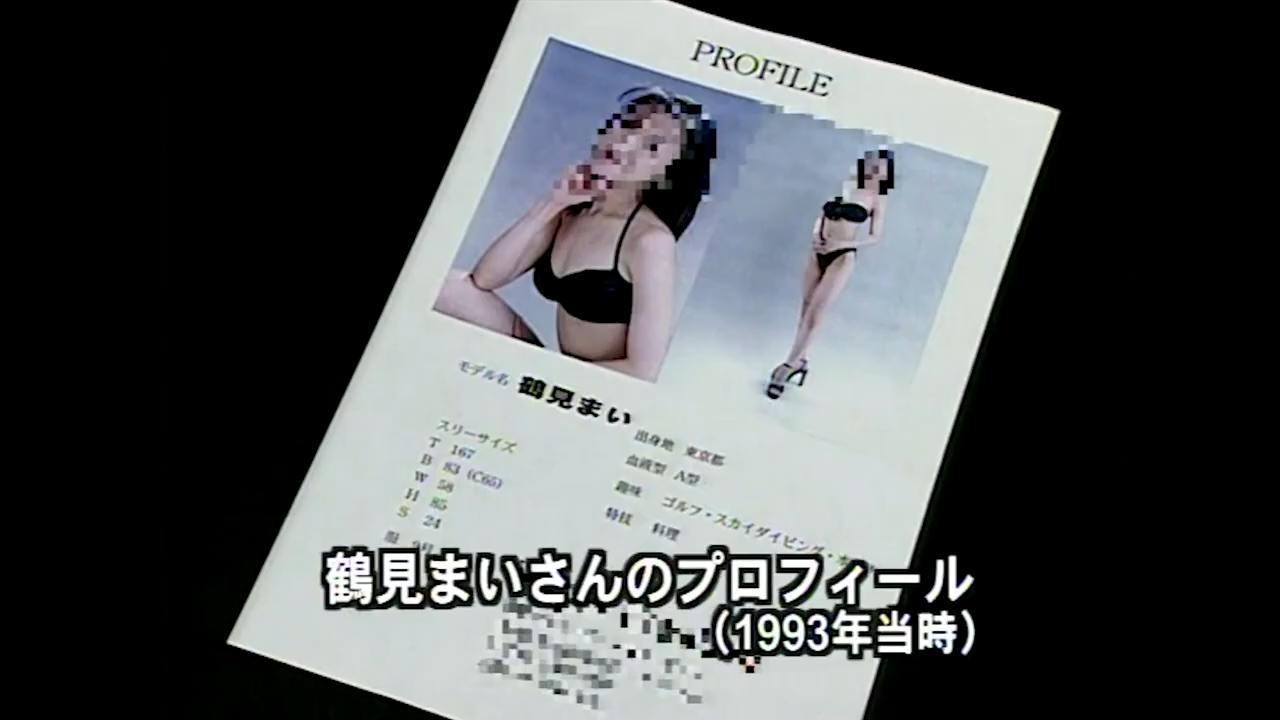 PROFILE
モデル名 鶴見まい
スリーサイズ
T 167
B 83 (C65)
W 58
H 85
S 24
出身地 東京都
血液型 A型
趣味 ゴルフ・スカイダイビング・
特技 料理
鶴見まいさんのプロフィール
(1993年当時)